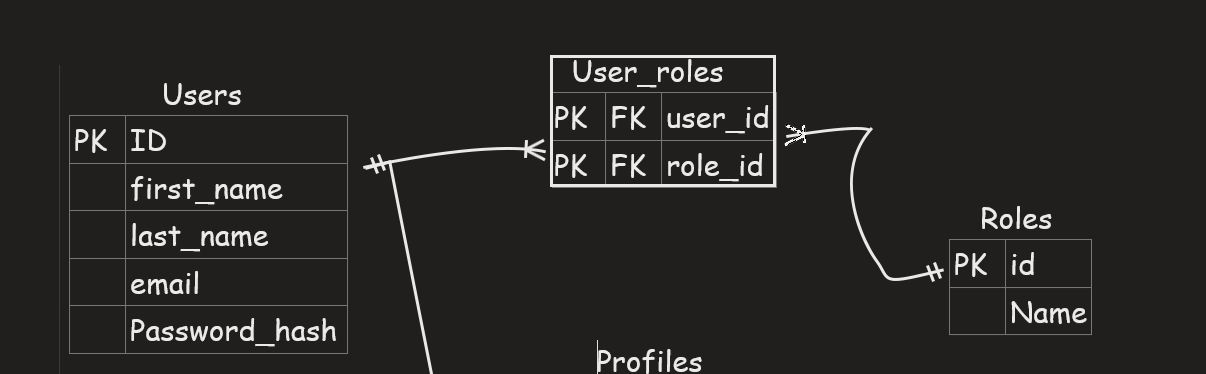 Users
PK ID
first_name
last_name
email
Password_hash
User_roles
PK FK user_id
PK FK role_id
Roles
PK id
Name
Profiles